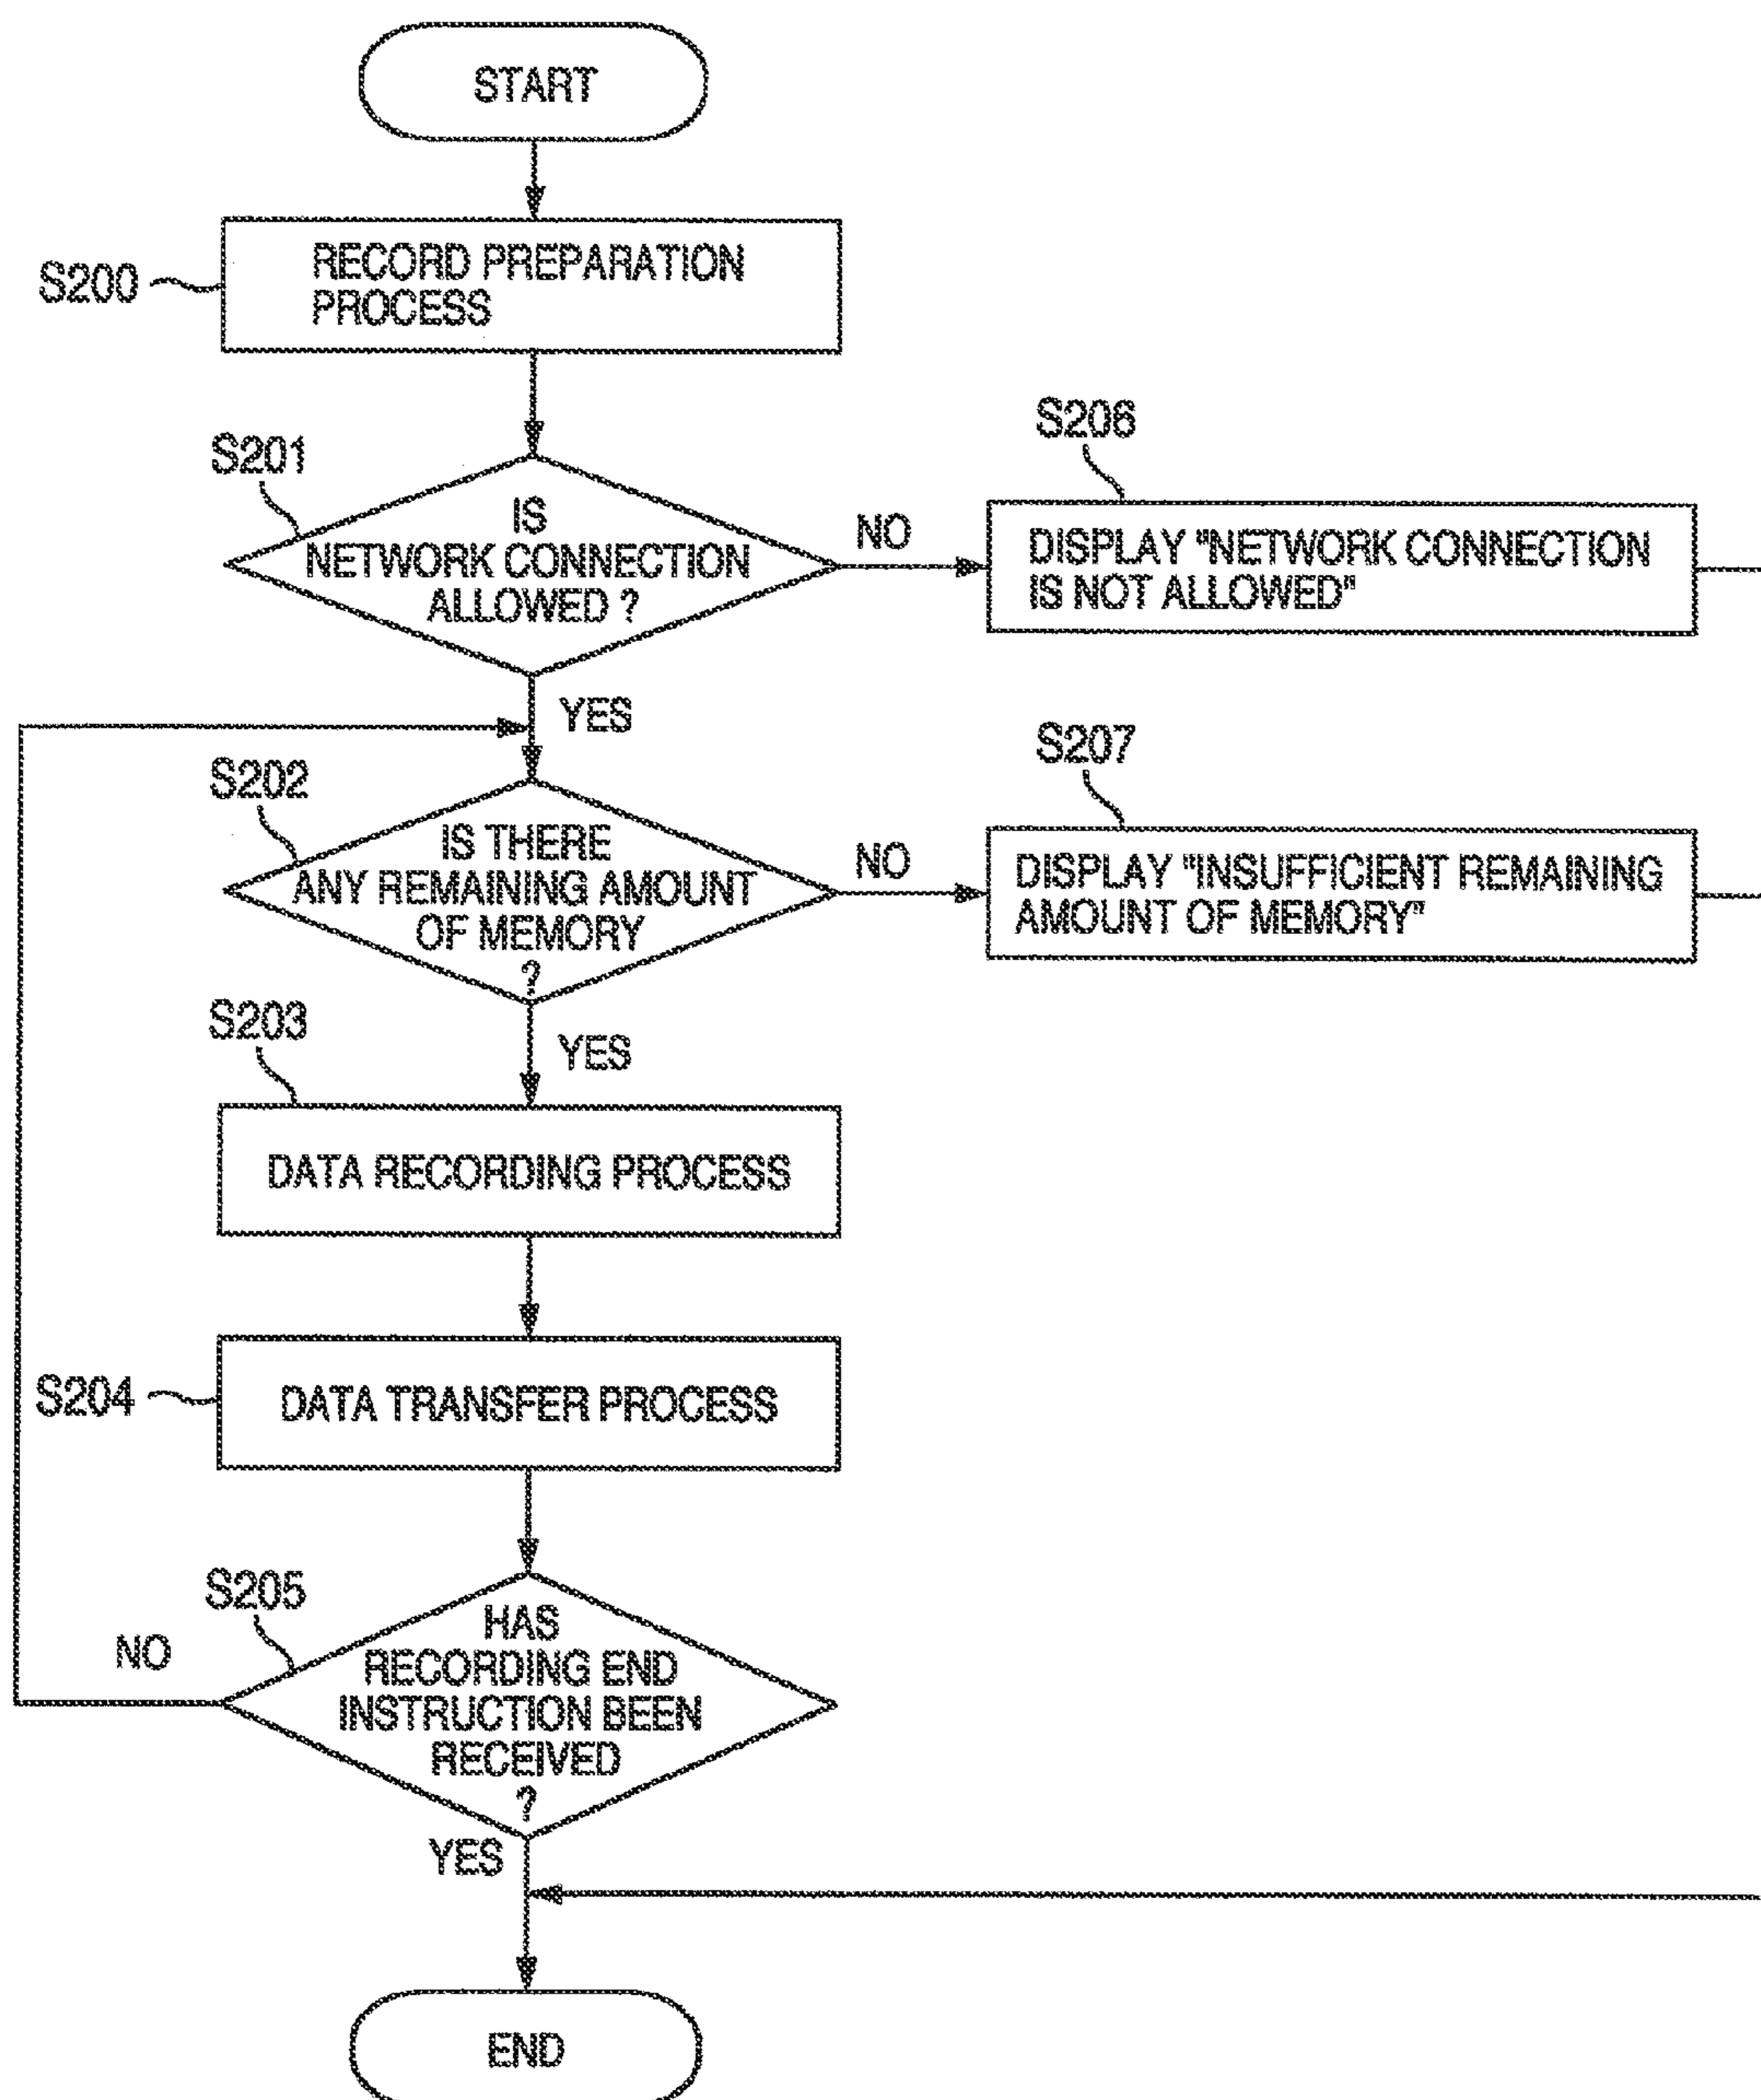 START
S200
RECORD PREPARATION
PROCESS
S201
IS
NETWORK CONNECTION
ALLOWED ?
NO
S206
DISPLAY "NETWORK CONNECTION
IS NOT ALLOWED"
YES
S202
IS THERE
ANY REMAINING AMOUNT
OF MEMORY
?
NO
S207
DISPLAY "INSUFFICIENT REMAINING
AMOUNT OF MEMORY"
YES
S203
DATA RECORDING PROCESS
S204
DATA TRANSFER PROCESS
S205
HAS
RECORDING END
INSTRUCTION BEEN
RECEIVED
?
NO
YES
END